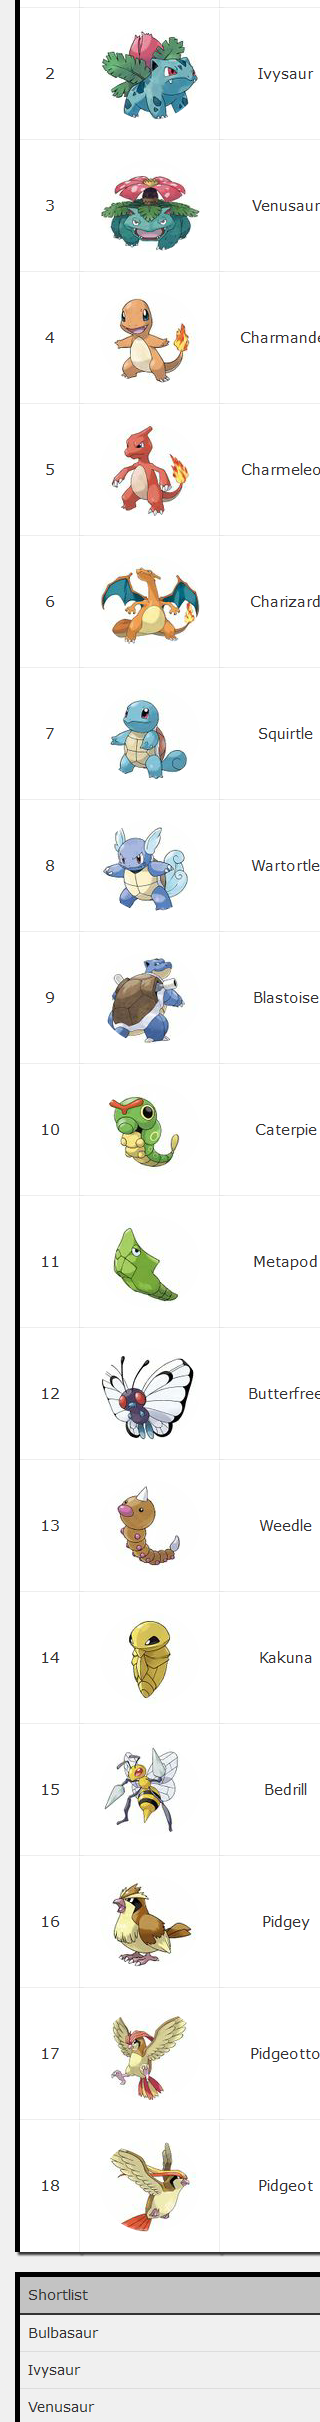 2 Ivysaur
3 Venusaur
4 Charmande
5 Charmeleo
6 Charizard
7 Squirtle
8 Wartortle
9 Blastoise
10 Caterpie
11 Metapod
12 Butterfree
13 Weedle
14 Kakuna
15 Bedrill
16 Pidgey
17 Pidgeotto
18 Pidgeot
Shortlist
Bulbasaur
Ivysaur
Venusaur